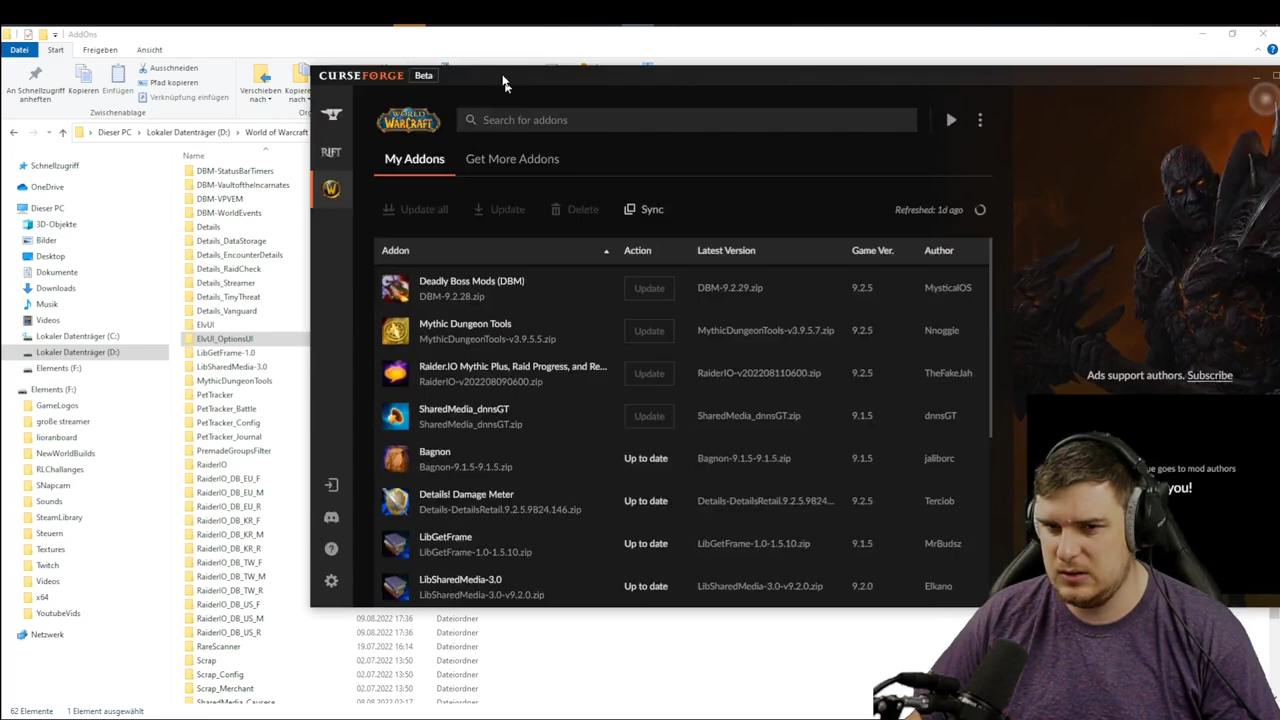 AddOns
Datei Start Freigeben Ansicht
An Schnellzugriff anheften
Kopieren
Einfügen
Ausschneiden
Pfad kopieren
Verknüpfung einfügen
Zwischenablage
Verschieben nach
Dieser PC > Lokaler Datenträger (D:) > World of Warcraft
Schnellzugriff
OneDrive
Dieser PC
3D-Objekte
Bilder
Desktop
Dokumente
Downloads
Musik
Videos
Lokaler Datenträger (C:)
Lokaler Datenträger (D:)
Elements (F:)
Elements (F:)
GameLogos
große streamer
lioranboard
NewWorldBuilds
RLChallanges
SNapcam
Sounds
SteamLibrary
Steuern
Textures
Twitch
Videos
x64
YoutubeVids
Netzwerk
Name
DBM-StatusBarTimers
DBM-VaultoftheIncarnates
DBM-VPVEM
DBM-WorldEvents
Details
Details_DataStorage
Details_EncounterDetails
Details_RaidCheck
Details_Streamer
Details_TinyThreat
Details_Vanguard
ElvUI
ElvUI_OptionsUI
LibGetFrame-1.0
LibSharedMedia-3.0
MythicDungeonTools
PetTracker
PetTracker_Battle
PetTracker_Config
PetTracker_Journal
PremadeGroupsFilter
RaiderIO
RaiderIO_DB_EU_F
RaiderIO_DB_EU_M
RaiderIO_DB_EU_R
RaiderIO_DB_KR_F
RaiderIO_DB_KR_M
RaiderIO_DB_KR_R
RaiderIO_DB_TW_F
RaiderIO_DB_TW_M
RaiderIO_DB_TW_R
RaiderIO_DB_US_F
RaiderIO_DB_US_M 09.08.2022 17:36 Dateiordner
RaiderIO_DB_US_R 09.08.2022 17:36 Dateiordner
RareScanner 19.07.2022 16:14 Dateiordner
Scrap 02.07.2022 13:50 Dateiordner
Scrap_Config 02.07.2022 13:50 Dateiordner
Scrap_Merchant 02.07.2022 13:50 Dateiordner
62 Elemente 1 Element ausgewählt
CURSEFORGE Beta
RIFT
WORLD WARCRAFT
Search for addons
My Addons Get More Addons
Update all Update Delete Sync Refreshed: 1d ago
Addon Action Latest Version Game Ver. Author
Deadly Boss Mods (DBM)
DBM-9.2.28.zip
Update DBM-9.2.29.zip 9.2.5 MysticalOS
Mythic Dungeon Tools
MythicDungeonTools-v3.9.5.5.zip
Update MythicDungeonTools-v3.9.5.7.zip 9.2.5 Nnoggie
Raider.IO Mythic Plus, Raid Progress, and Re...
RaiderIO-v202208090600.zip
Update RaiderIO-v202208110600.zip 9.2.5 TheFakeJah
SharedMedia_dnnsGT
SharedMedia_dnnsGT.zip
Update SharedMedia_dnnsGT.zip 9.1.5 dnnsGT
Bagnon
Bagnon-9.1.5-9.1.5.zip
Up to date Bagnon-9.1.5-9.1.5.zip 9.1.5 jaliborc
Details! Damage Meter
Details-DetailsRetail.9.2.5.9824.146.zip
Up to date Details-DetailsRetail.9.2.5.9824... 9.2.5 Terciob
LibGetFrame
LibGetFrame-1.0-1.5.10.zip
Up to date LibGetFrame-1.0-1.5.10.zip 9.1.5 MrBudsz
LibSharedMedia-3.0
LibSharedMedia-3.0-v9.2.0.zip
Up to date LibSharedMedia-3.0-v9.2.0.zip 9.2.0 Elkano
Ads support authors. Subscribe
goes to mod authors
you!